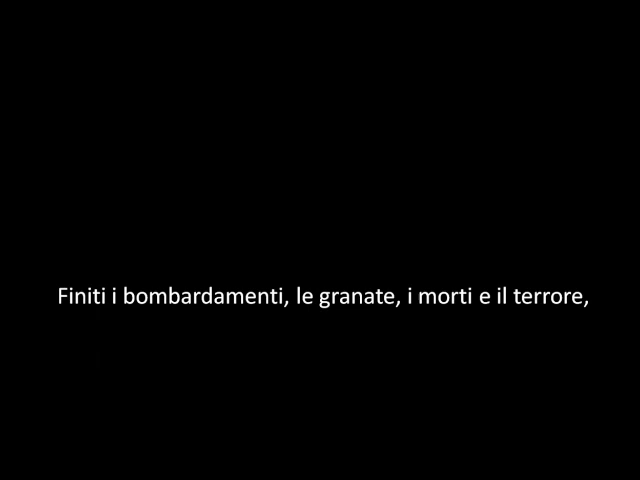 Finiti i bombardamenti, le granate, i morti e il terrore,